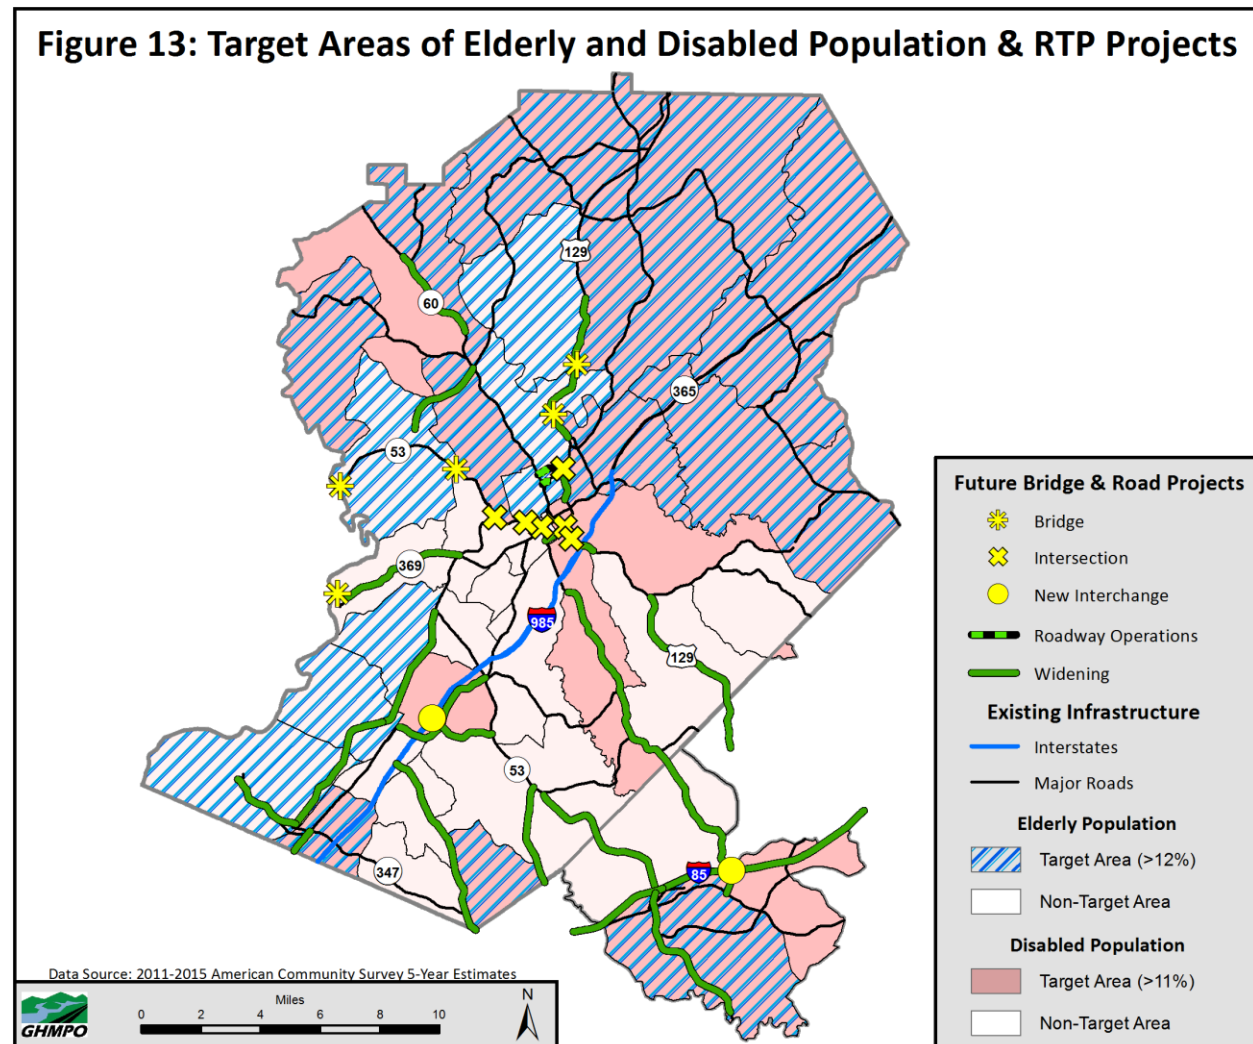 Figure 13: Target Areas of Elderly and Disabled Population & RTP Projects
129
60
365
53
369
985
129
53
347
85
Future Bridge & Road Projects
Bridge
Intersection
New Interchange
Roadway Operations
Widening
Existing Infrastructure
Interstates
Major Roads
Elderly Population
Target Area (>12%)
Non-Target Area
Disabled Population
Target Area (>11%)
Non-Target Area
Data Source: 2011-2015 American Community Survey 5-Year Estimates
GHMPO
Miles
0 2 4 6 8 10
N